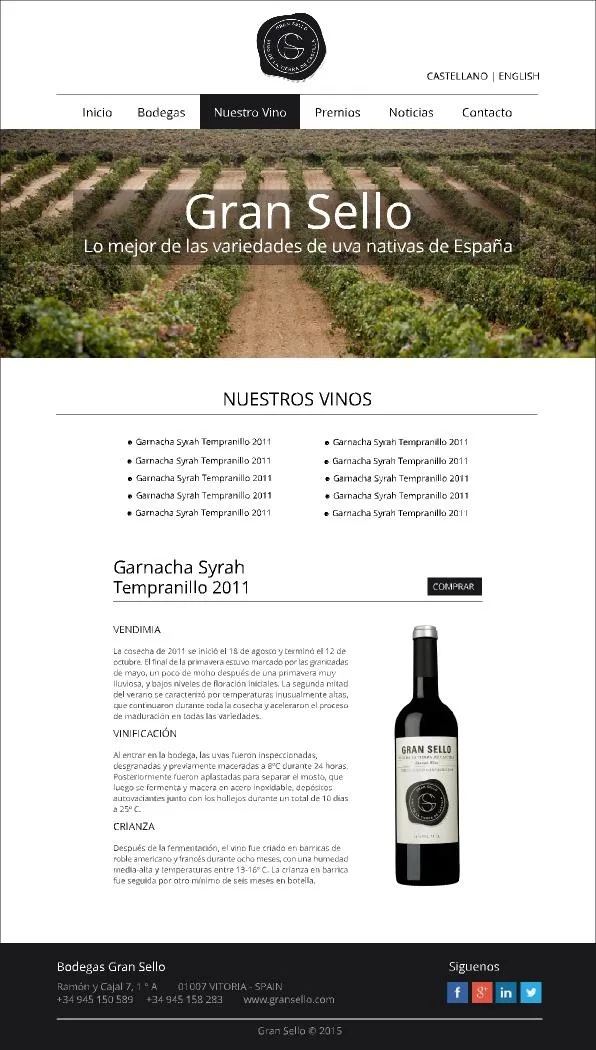 GRAN SELLO
VINO DE LA TIERRA DE CASTILLA
CASTELLANO | ENGLISH
Inicio Bodegas Nuestro Vino Premios Noticias Contacto
Gran Sello
Lo mejor de las variedades de uva nativas de España
NUESTROS VINOS
Garnacha Syrah Tempranillo 2011 Garnacha Syrah Tempranillo 2011
Garnacha Syrah Tempranillo 2011 Garnacha Syrah Tempranillo 2011
Garnacha Syrah Tempranillo 2011 Garnacha Syrah Tempranillo 2011
Garnacha Syrah Tempranillo 2011 Garnacha Syrah Tempranillo 2011
Garnacha Syrah Tempranillo 2011 Garnacha Syrah Tempranillo 2011
Garnacha Syrah
Tempranillo 2011
COMPRAR
VENDIMIA
La cosecha de 2011 se inició el 18 de agosto y terminó el 12 de
octubre. El final de la primavera estuvo marcado por las granizadas
de mayo, un poco de moho después de una primavera muy
lluviosa, y bajos niveles de floración iniciales. La segunda mitad
del verano se caracterizó por temperaturas inusualmente altas,
que continuaron durante toda la cosecha y aceleraron el proceso
de maduración en todas las variedades.
VINIFICACIÓN
Al entrar en la bodega, las uvas fueron inspeccionadas,
desgranadas y previamente maceradas a 8ºC durante 24 horas.
Posteriormente fueron aplastadas para separar el mosto, que
luego se fermenta y macera en acero inoxidable, depósitos
autovaciantes junto con los hollejos durante un total de 10 días
a 25º C.
CRIANZA
Después de la fermentación, el vino fue criado en barricas de
roble americano y francés durante ocho meses, con una humedad
media-alta y temperaturas entre 13-16º C. La crianza en barrica
fue seguida por otro mínimo de seis meses en botella.
GRAN SELLO
Bodegas Gran Sello
Siguenos
Ramón y Cajal 7, 1 º A 01007 VITORIA - SPAIN
+34 945 150 589 +34 945 158 283 www.gransello.com
Gran Sello © 2015